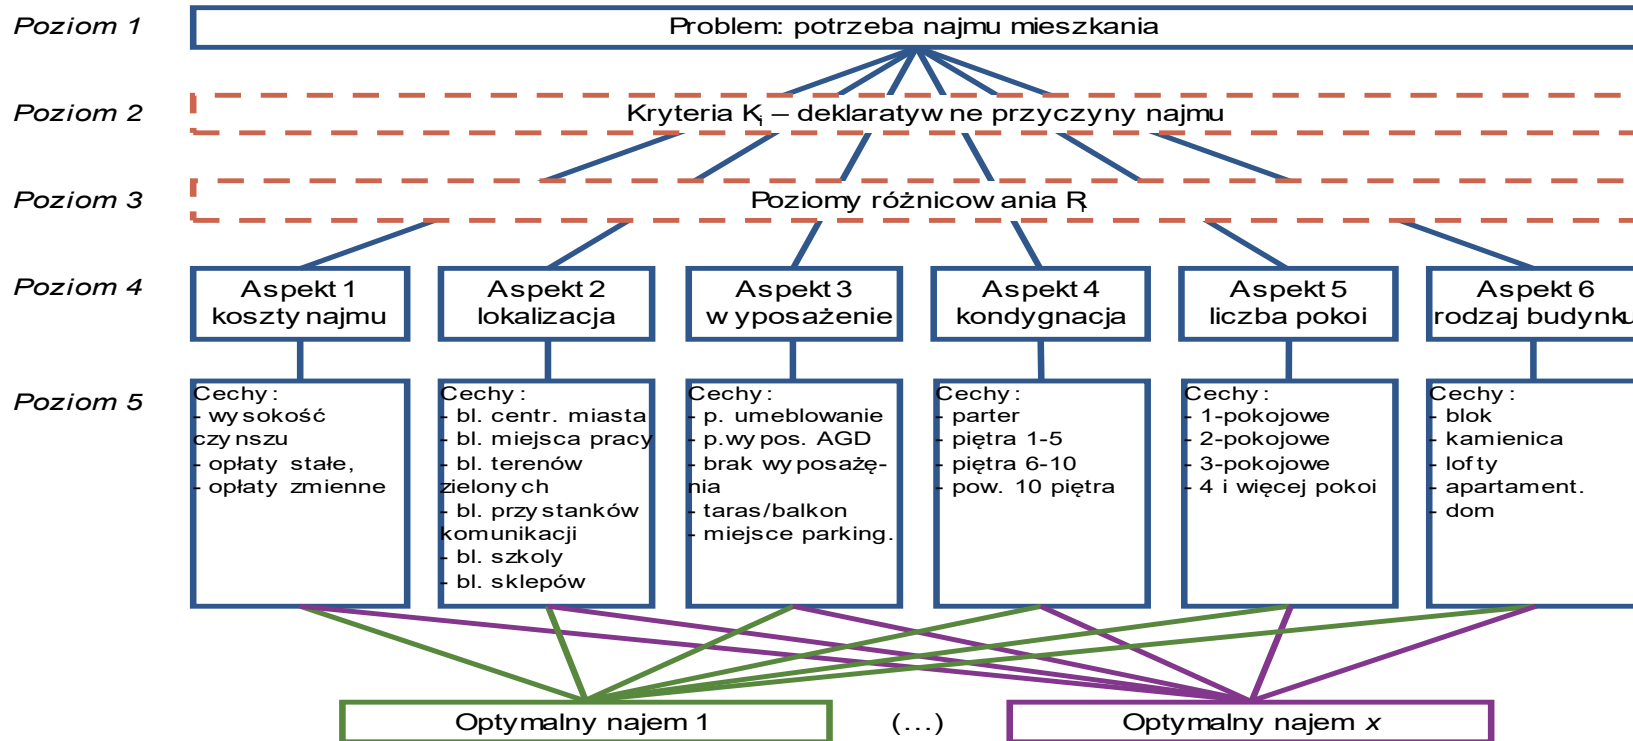 Poziom 1
Problem: potrzeba najmu mieszkania
Poziom 2
Kryteria Ki – deklaratywne przyczyny najmu
Poziom 3
Poziomy różnicowania Ri
Poziom 4
Aspekt 1
koszty najmu
Aspekt 2
lokalizacja
Aspekt 3
wyposażenie
Aspekt 4
kondygnacja
Aspekt 5
liczba pokoi
Aspekt 6
rodzaj budynku
Poziom 5
Cechy:
- wysokość
czynszu
- opłaty stałe,
- opłaty zmienne
Cechy:
- bl. centr. miasta
- bl. miejsca pracy
- bl. terenów
zielonych
- bl. przystanków
komunikacji
- bl. szkoly
- bl. sklepów
Cechy:
- p. umeblowanie
- p.wypos. AGD
- brak wyposażę-
nia
- taras/balkon
- miejsce parking.
Cechy:
- parter
- piętra 1-5
- piętra 6-10
- pow. 10 piętra
Cechy:
- 1-pokojowe
- 2-pokojowe
- 3-pokojowe
- 4 i więcej pokoi
Cechy:
- blok
- kamienica
- lofty
- apartament.
- dom
Optymalny najem 1
(...)
Optymalny najem x